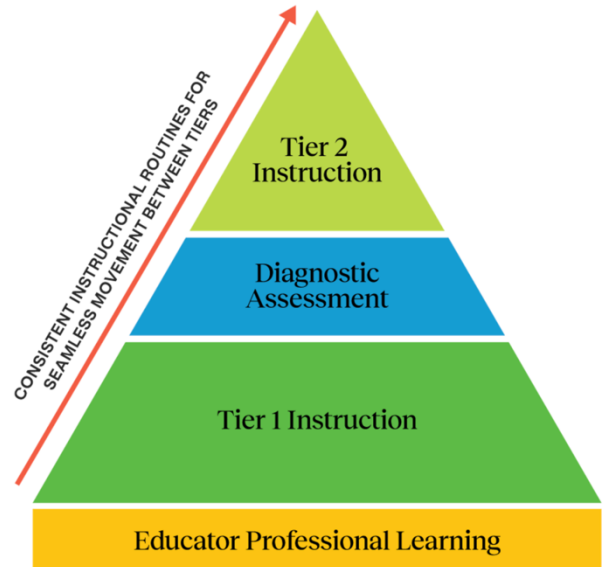 CONSISTENT INSTRUCTIONAL ROUTINES FOR
SEAMLESS MOVEMENT BETWEEN TIERS
Tier 2
Instruction
Diagnostic
Assessment
Tier 1 Instruction
Educator Professional Learning